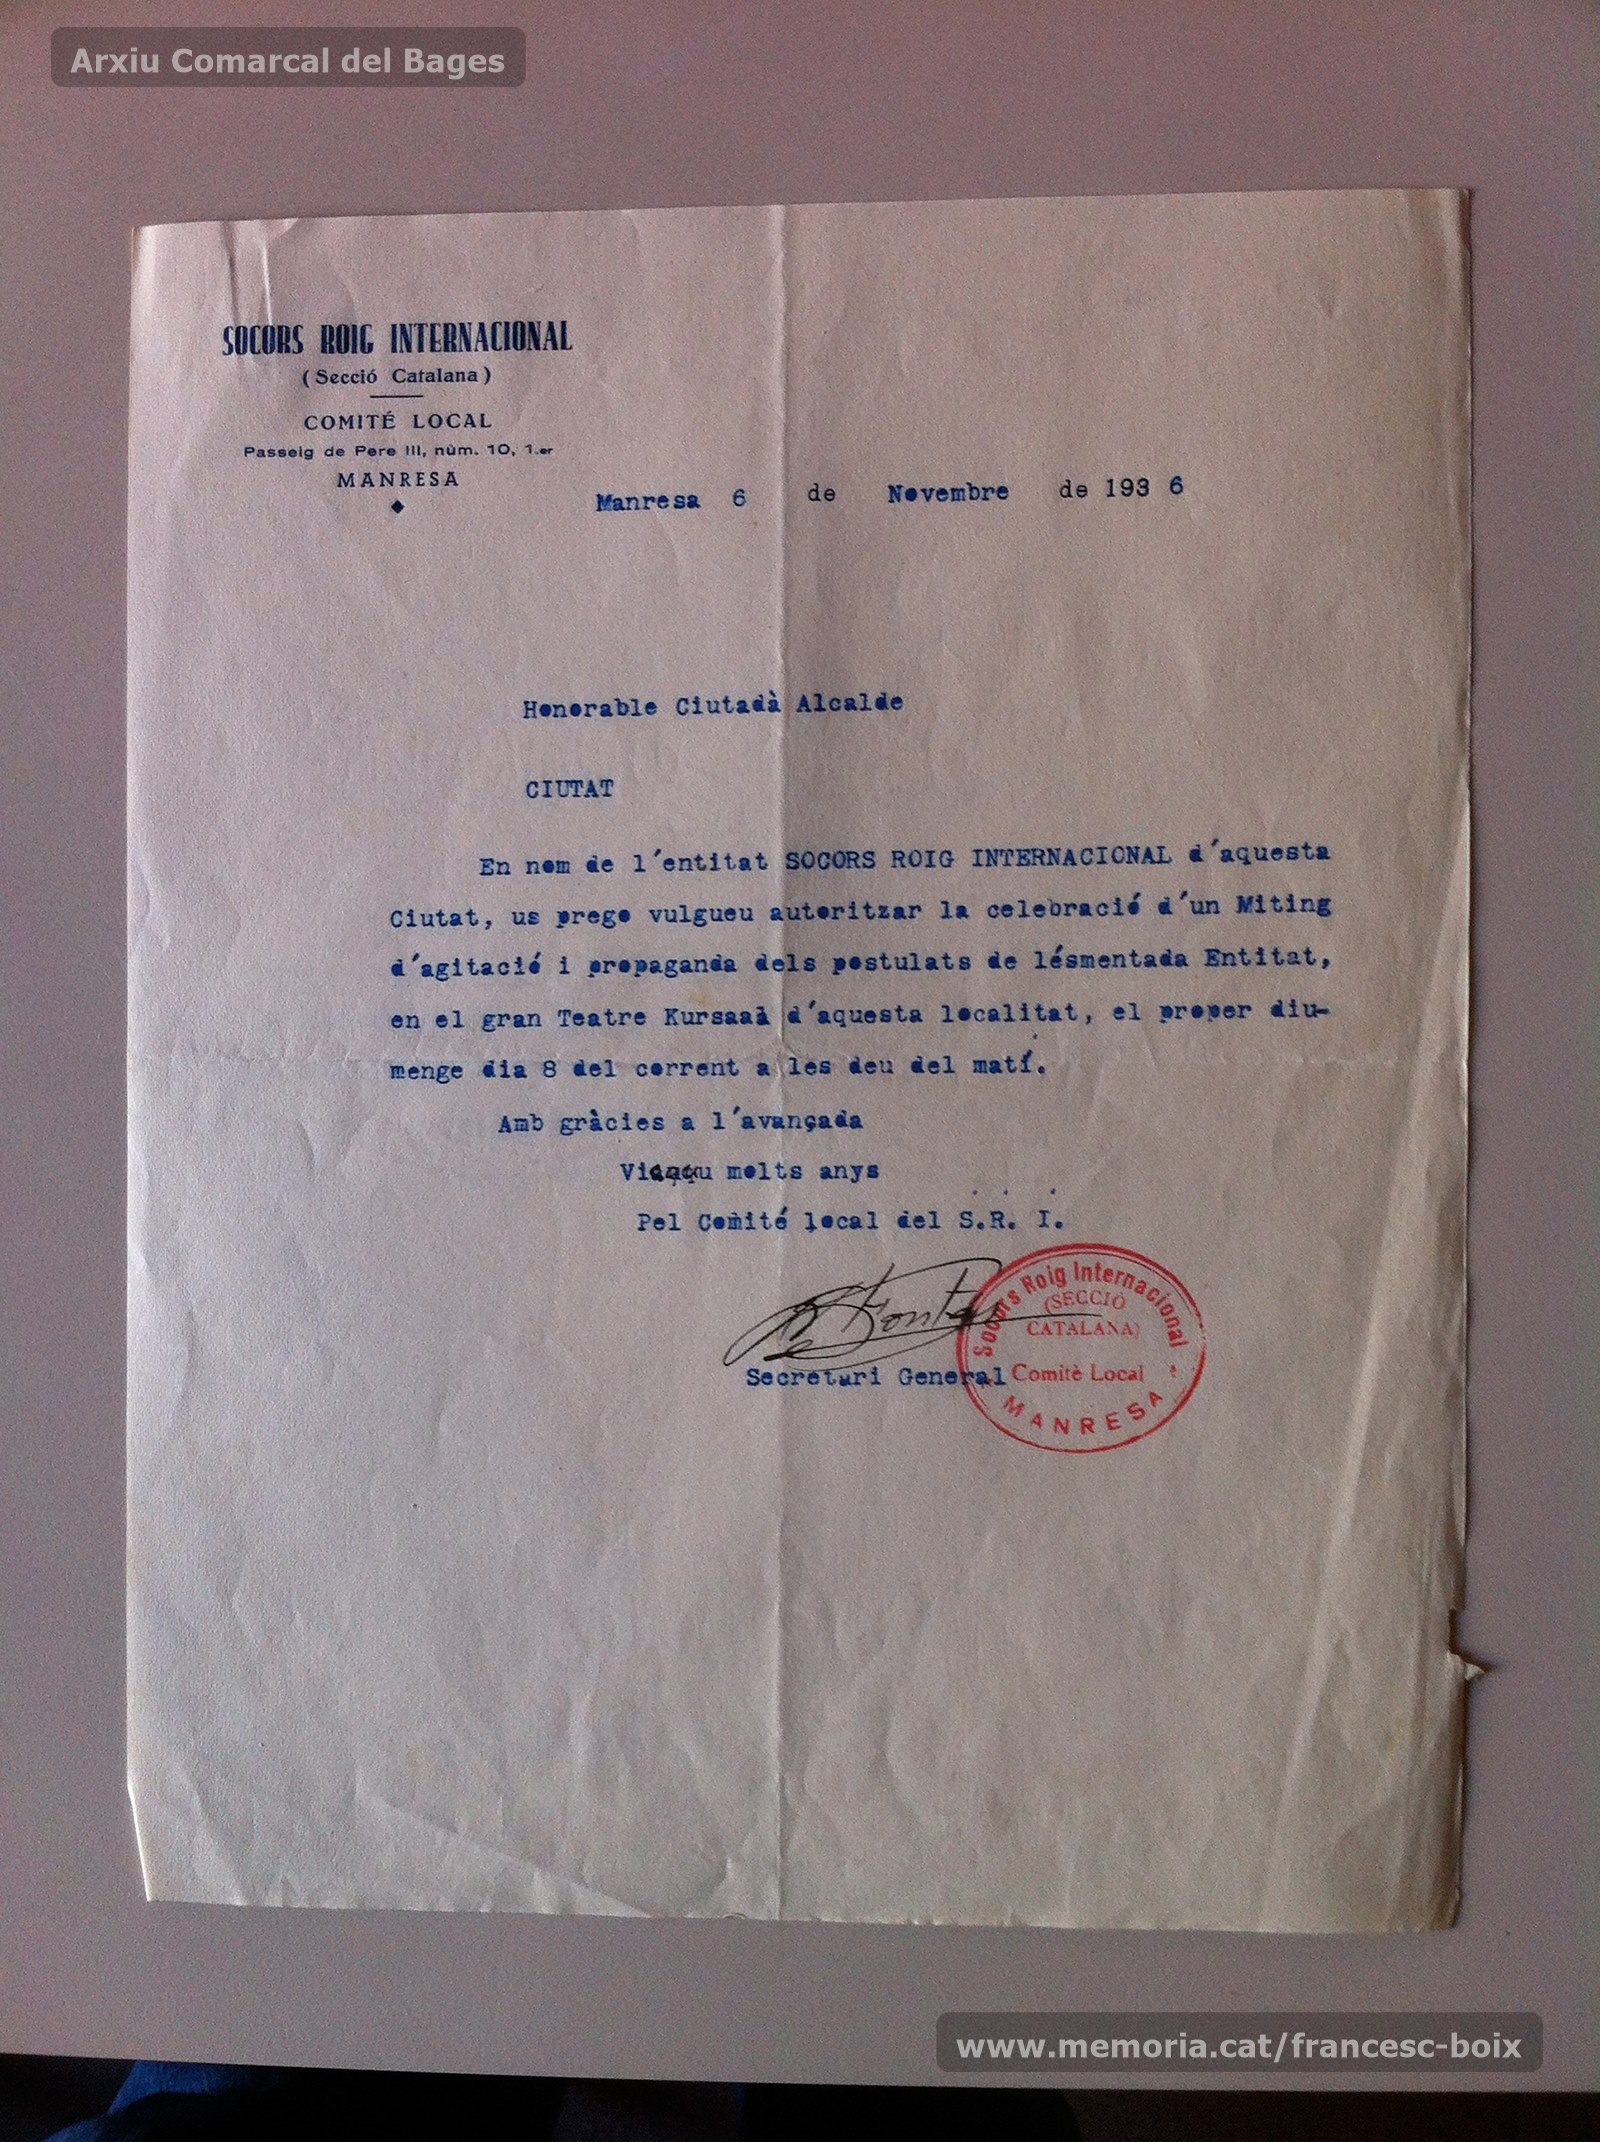 Arxiu Comarcal del Bages
SOCORS ROIG INTERNACIONAL
(Secció Catalana)
COMITÉ LOCAL
Passeig de Pere III, núm. 10, 1.er
MANRESA
Manresa 6 de Novembre de 1936
Honorable Ciutadà Alcalde
CIUTAT
En nom de l'entitat SOCORS ROIG INTERNACIONAL d'aquesta
Ciutat, us prego vulgueu autoritzar la celebració d'un Miting
d'agitació i propaganda dels postulats de lésmentada Entitat,
en el gran Teatre Kursaal d'aquesta localitat, el proper diu-
menge dia 8 del corrent a les deu del matí.
Amb gràcies a l'avançada
molts anys
Pel Comité local del S.R. I.
Secretari General
Socors Roig Internacional
(SECCIÓ
CATALANA)
Comitè Local
MANRESA
www.memoria.cat/francesc-boix